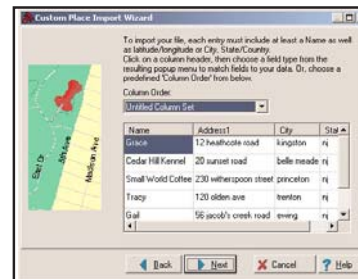 Custom Place Import Wizard
To import your file, each entry must include at least a Name as well
as latitude/longitude or City, State/Country.
Click on a column header, then choose a field type from the
resulting popup menu to match fields to your data. Or, choose a
predefined 'Column Order' from below.
Column Order:
Untitled Column Set
Name Address1 City Stat
Grace 12 heathcote road kingston nj
Cedar Hill Kennel 20 sunset road belle meade nj
Small World Coffee 230 witherspoon street princeton nj
Tracy 120 olden ave trenton nj
Gail 56 jacob's creek road ewing nj
East Dr
5th Ave
Madison Ave
Back Next Cancel Help